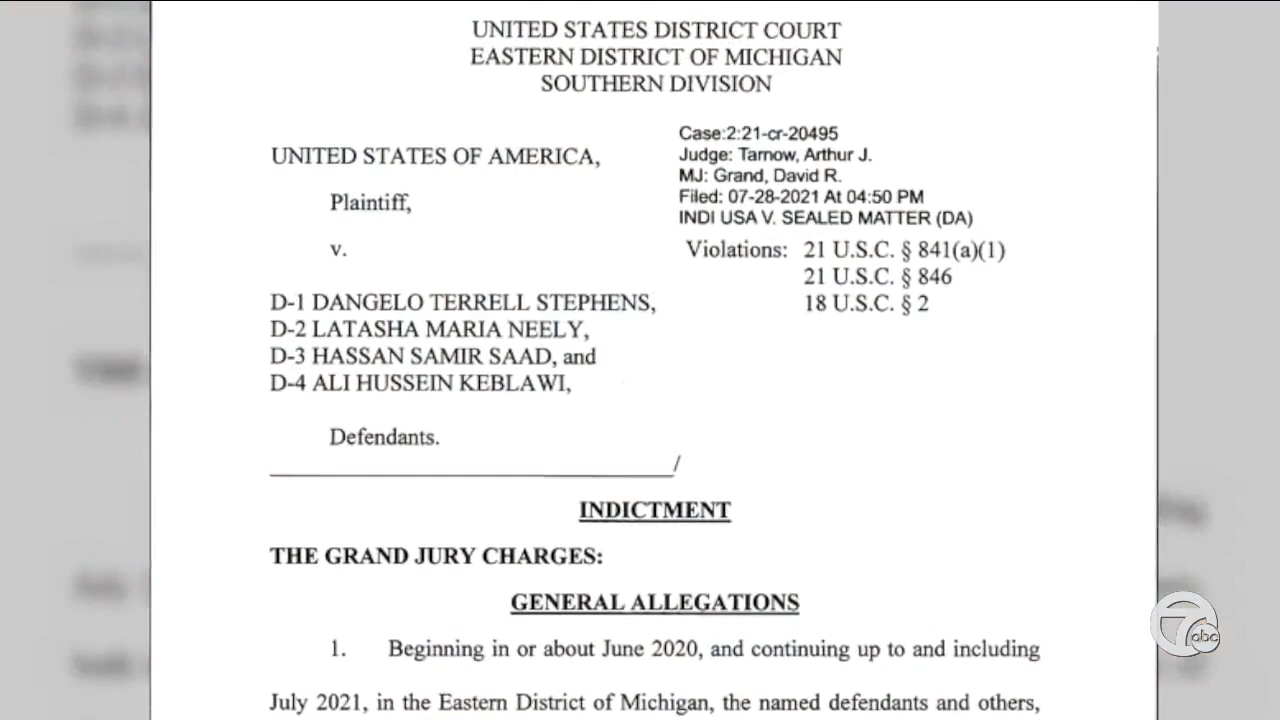 UNITED STATES DISTRICT COURT
EASTERN DISTRICT OF MICHIGAN
SOUTHERN DIVISION
Case:2:21-cr-20495
Judge: Tarnow, Arthur J.
MJ: Grand, David R.
Filed: 07-28-2021 At 04:50 PM
INDI USA V. SEALED MATTER (DA)
UNITED STATES OF AMERICA,
Plaintiff,
v.
Violations: 21 U.S.C. § 841(a)(1)
21 U.S.C. § 846
18 U.S.C. § 2
D-1 DANGELO TERRELL STEPHENS,
D-2 LATASHA MARIA NEELY,
D-3 HASSAN SAMIR SAAD, and
D-4 ALI HUSSEIN KEBLAWI,
Defendants.
/
INDICTMENT
THE GRAND JURY CHARGES:
GENERAL ALLEGATIONS
1. Beginning in or about June 2020, and continuing up to and including
July 2021, in the Eastern District of Michigan, the named defendants and others,
7 abc